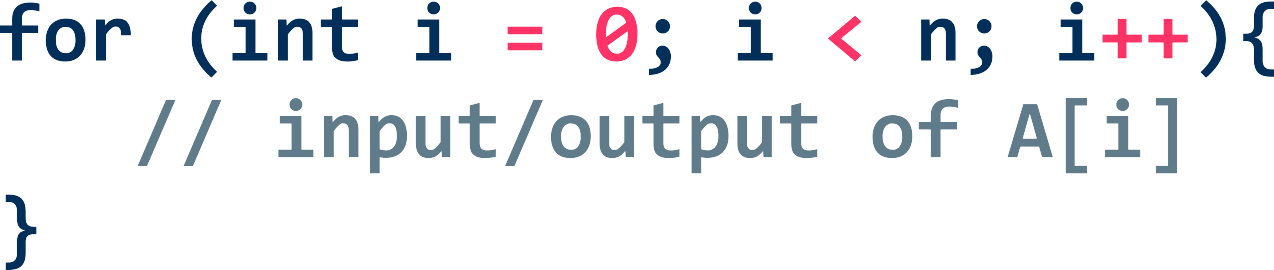 for (int i = 0; i < n; i++){
// input/output of A[i]
}